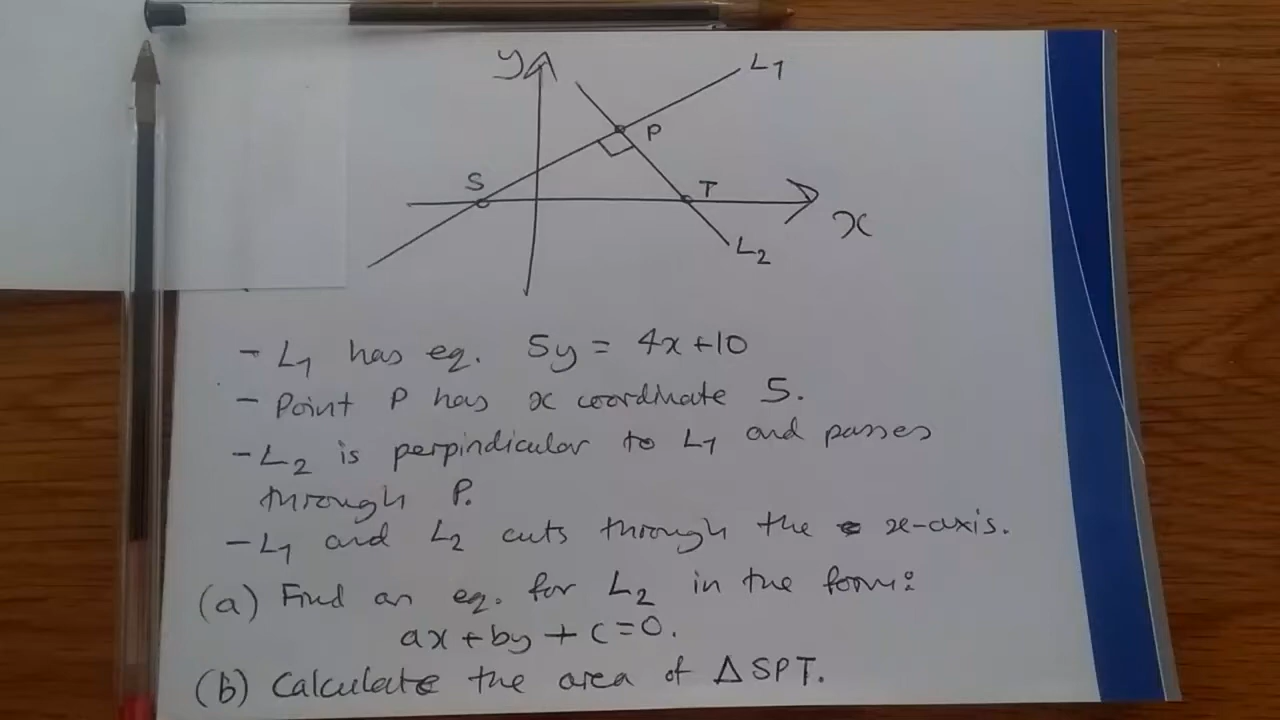 y
L1
P
S
T
x
L2
- L1 has eq. 5y = 4x+10
- Point P has x coordinate 5.
- L2 is perpindicular to L1 and passes
through P.
- L1 and L2 cuts through the x-axis.
(a) Find an eq. for L2 in the form:
ax + by + c = 0.
(b) Calculate the area of ΔSPT.